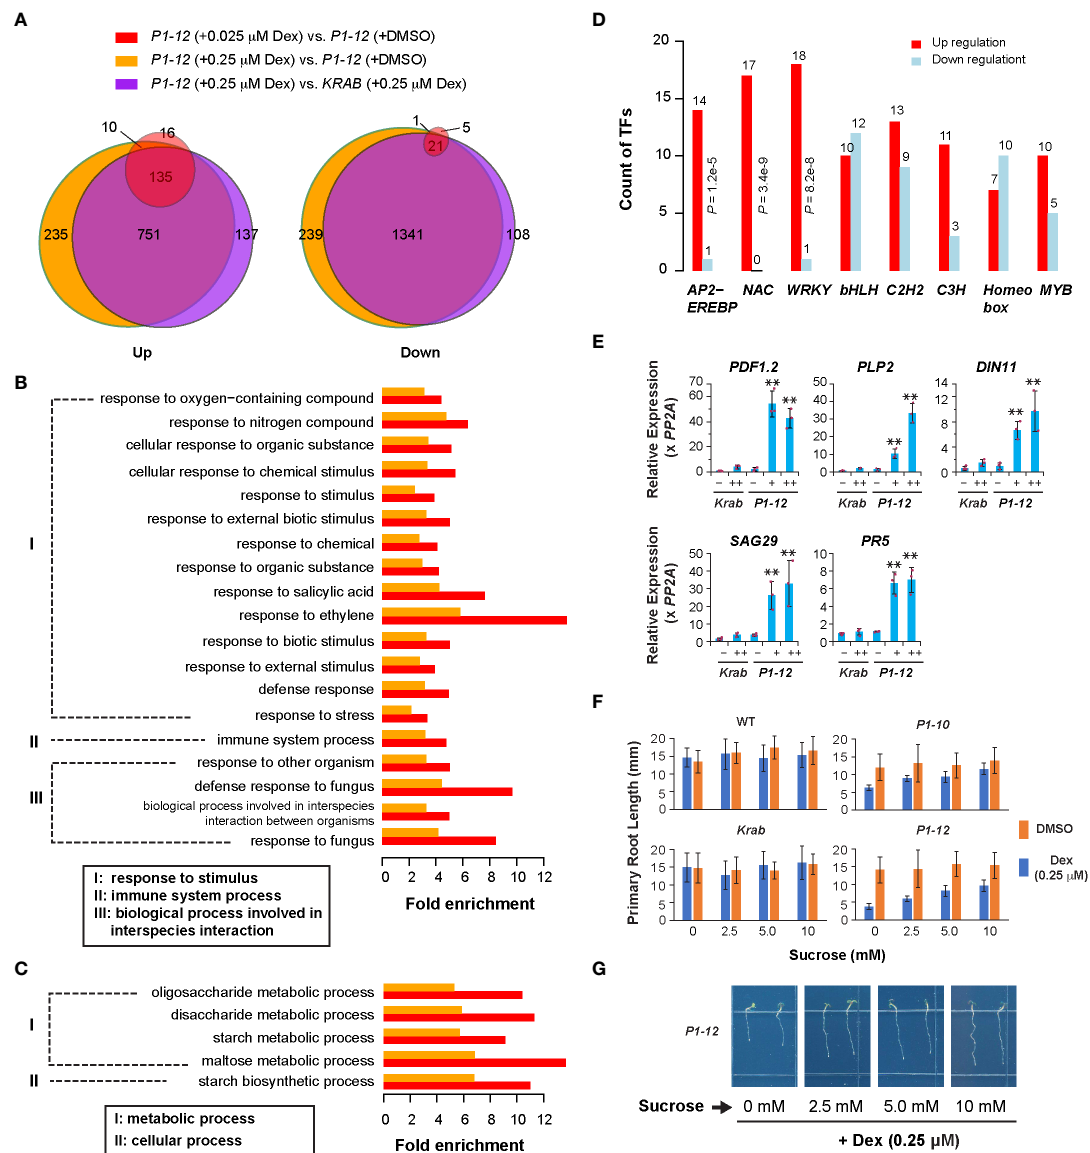 A
P1-12 (+0.025 μM Dex) vs. P1-12 (+DMSO)
P1-12 (+0.25 μM Dex) vs. P1-12 (+DMSO)
P1-12 (+0.25 μM Dex) vs. KRAB (+0.25 μM Dex)
10
16
135
235
751
137
Up
1
5
21
239
1341
108
Down
B
response to oxygen−containing compound
response to nitrogen compound
cellular response to organic substance
cellular response to chemical stimulus
response to stimulus
response to external biotic stimulus
I
response to chemical
response to organic substance
response to salicylic acid
response to ethylene
response to biotic stimulus
response to external stimulus
defense response
response to stress
II
immune system process
response to other organism
defense response to fungus
III
biological process involved in interspecies
interaction between organisms
response to fungus
0 2 4 6 8 10 12
Fold enrichment
I: response to stimulus
II: immune system process
III: biological process involved in
interspecies interaction
C
oligosaccharide metabolic process
disaccharide metabolic process
I
starch metabolic process
maltose metabolic process
II
starch biosynthetic process
0 2 4 6 8 10 12
Fold enrichment
I: metabolic process
II: cellular process
D
Up regulation
Down regulationt
Count of TFs
20
15
10
5
0
14
1
P = 1.2e-5
17
0
P = 3.4e-9
18
1
P = 8.2e-8
10
12
13
9
11
3
7
10
10
5
AP2−
EREBP
NAC
WRKY
bHLH
C2H2
C3H
Homeo
box
MYB
E
Relative Expression
(x PP2A)
PDF1.2
70
60
50
40
30
20
10
0
** **
− ++ − + ++
Krab P1-12
PLP2
50
40
30
20
10
0
** **
− ++ − + ++
Krab P1-12
DIN11
14
12
10
8
6
4
2
0
** **
− ++ − + ++
Krab P1-12
Relative Expression
(x PP2A)
SAG29
50
40
30
20
10
0
** **
− ++ − + ++
Krab P1-12
PR5
10
8
6
4
2
0
** **
− ++ − + ++
Krab P1-12
F
Primary Root Length (mm)
WT
20
15
10
5
0
P1-10
20
15
10
5
0
Krab
20
15
10
5
0
0 2.5 5.0 10
P1-12
20
15
10
5
0
0 2.5 5.0 10
Sucrose (mM)
DMSO
Dex
(0.25 μM)
G
P1-12
Sucrose
0 mM 2.5 mM 5.0 mM 10 mM
+ Dex (0.25 μM)